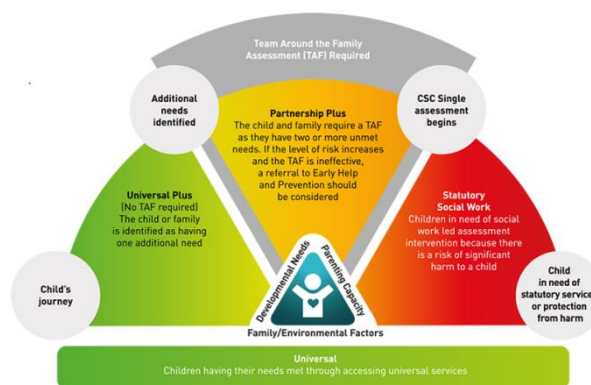 Team Around the Family
Assessment (TAF) Required
Additional
needs
identified
Partnership Plus
The child and family require a TAF
as they have two or more unmet
needs. If the level of risk increases
and the TAF is ineffective,
a referral to Early Help
and Prevention should
be considered
CSC Single
assessment
begins
Universal Plus
(No TAF required)
The child or family
is identified as having
one additional need
Statutory
Social Work
Children in need of social
work led assessment
intervention because there
is a risk of significant
harm to a child
Child's
journey
Developmental Needs
Parenting Capacity
Family/Environmental Factors
Child
in need of
statutory service
or protection
from harm
Universal
Children having their needs met through accessing universal services